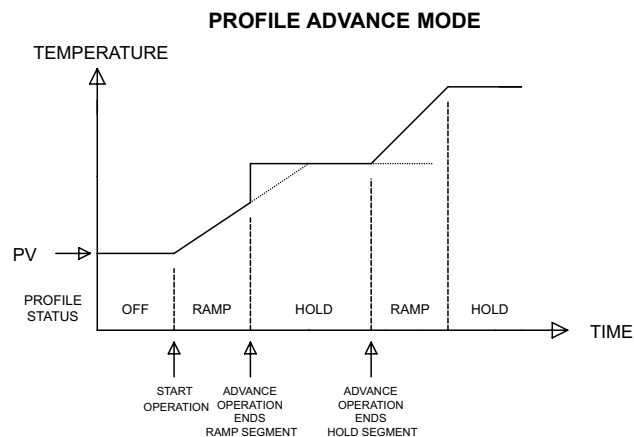 PROFILE ADVANCE MODE
TEMPERATURE
PV
PROFILE
STATUS
OFF
RAMP
HOLD
RAMP
HOLD
TIME
START
OPERATION
ADVANCE
OPERATION
ENDS
RAMP SEGMENT
ADVANCE
OPERATION
ENDS
HOLD SEGMENT